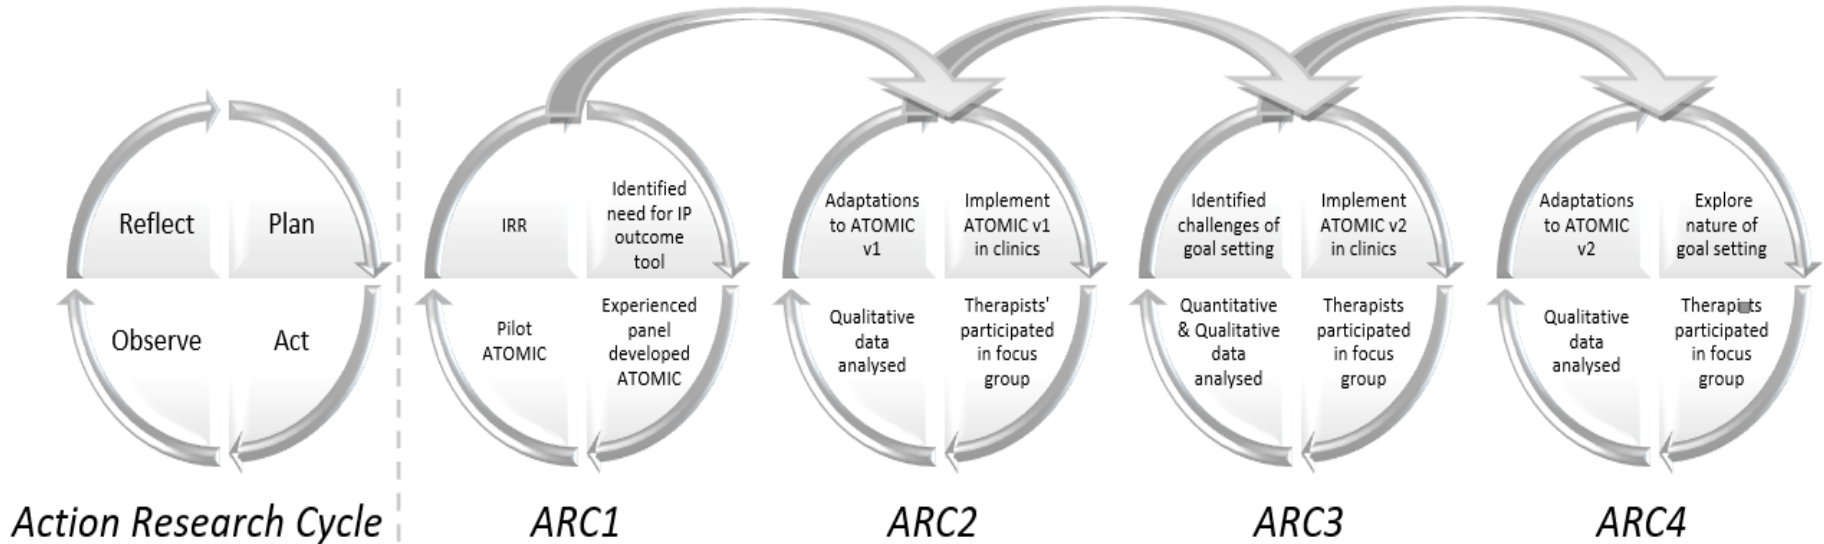 Reflect
Plan
Observe
Act
Action Research Cycle
IRR
Identified
need for IP
outcome
tool
Pilot
ATOMIC
Experienced
panel
developed
ATOMIC
ARC1
Adaptations
to ATOMIC
v1
Implement
ATOMIC v1
in clinics
Qualitative
data
analysed
Therapists'
participated
in focus
group
ARC2
Identified
challenges of
goal setting
Implement
ATOMIC v2
in clinics
Quantitative
& Qualitative
data
analysed
Therapists
participated
in focus
group
ARC3
Adaptations
to ATOMIC
v2
Explore
nature of
goal setting
Qualitative
data
analysed
Therapists
participated
in focus
group
ARC4